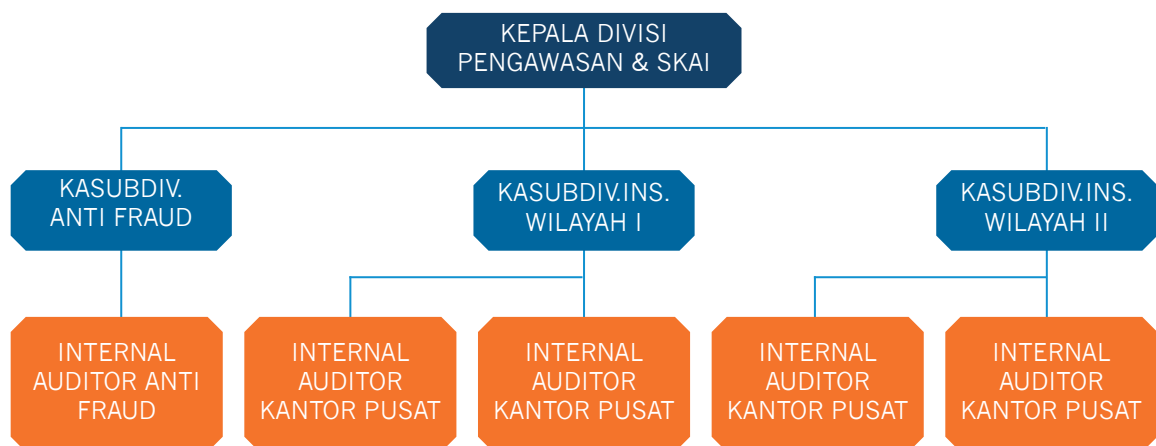 KEPALA DIVISI
PENGAWASAN & SKAI
KASUBDIV.
ANTI FRAUD
KASUBDIV.INS.
WILAYAH I
KASUBDIV.INS.
WILAYAH II
INTERNAL
AUDITOR ANTI
FRAUD
INTERNAL
AUDITOR
KANTOR PUSAT
INTERNAL
AUDITOR
KANTOR PUSAT
INTERNAL
AUDITOR
KANTOR PUSAT
INTERNAL
AUDITOR
KANTOR PUSAT